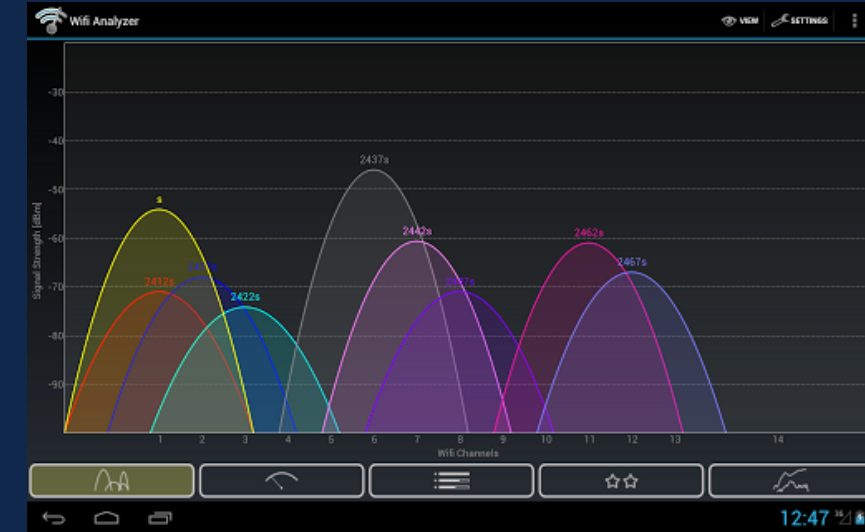 Wifi Analyzer
VIEW
SETTINGS
Signal Strength [dBm]
-30
-40
-50
-60
-70
-80
-90
2437s
s
2442s
2462s
2467s
2412s
2422s
1 2 3 4 5 6 7 8 9 10 11 12 13 14
Wifi Channels
12:47